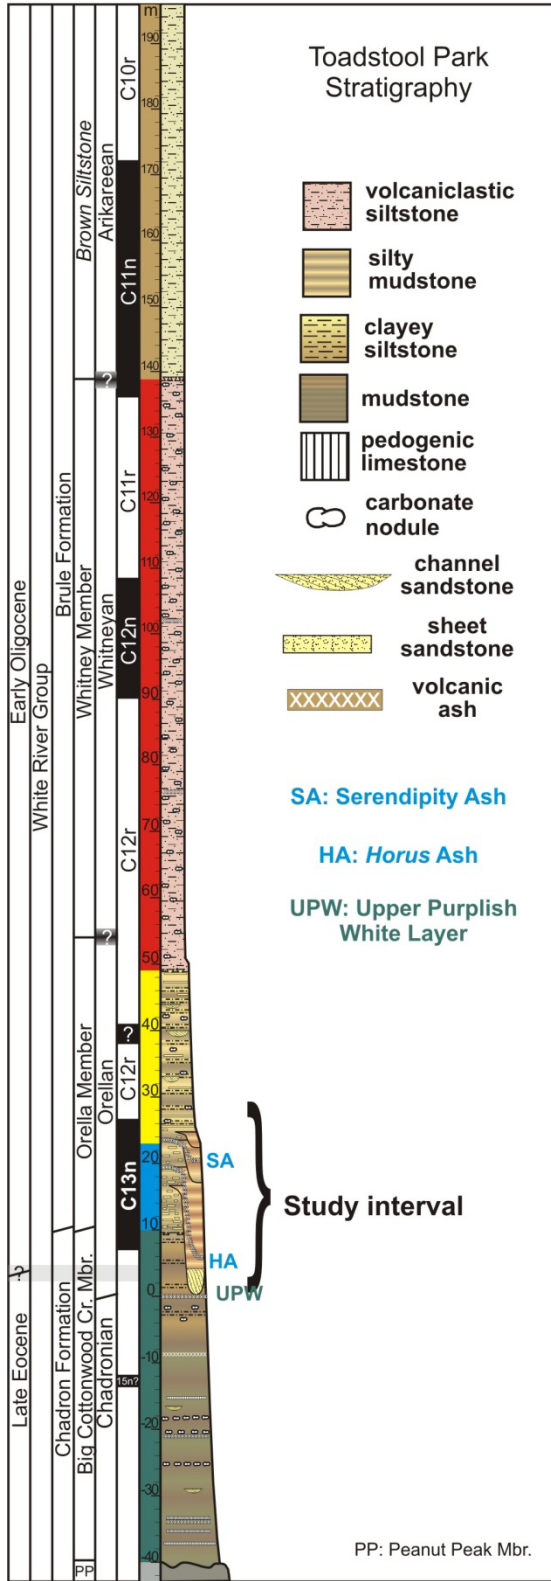 Toadstool Park
Stratigraphy
volcaniclastic
siltstone
silty
mudstone
clayey
siltstone
mudstone
pedogenic
limestone
carbonate
nodule
channel
sandstone
sheet
sandstone
XXXXXXX
volcanic
ash
SA: Serendipity Ash
HA: Horus Ash
UPW: Upper Purplish
White Layer
Study interval
SA
HA
UPW
PP: Peanut Peak Mbr.
Early Oligocene
?
Late Eocene
White River Group
Brule Formation
Chadron Formation
Brown Siltstone
Whitney Member
Orella Member
Big Cottonwood Cr. Mbr.
PP
Arikareean
?
Whitneyan
?
Orellan
Chadronian
C10r
C11n
C11r
C12n
C12r
?
C12r
C13n
15n?
m
190
180
170
160
150
140
130
120
110
100
90
80
70
60
50
40
30
20
10
0
-10
-20
-30
-40